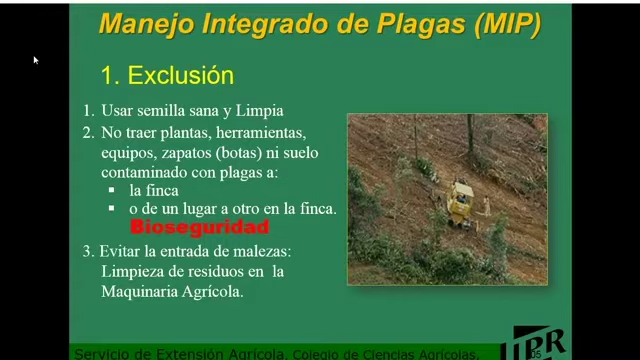 Manejo Integrado de Plagas (MIP)
1. Exclusión
1. Usar semilla sana y Limpia
2. No traer plantas, herramientas,
equipos, zapatos (botas) ni suelo
contaminado con plagas a:
▪ la finca
▪ o de un lugar a otro en la finca.
Bioseguridad
3. Evitar la entrada de malezas:
Limpieza de residuos en la
Maquinaria Agrícola.
Servicio de Extensión Agrícola, Colegio de Ciencias Agrícolas,
UPR